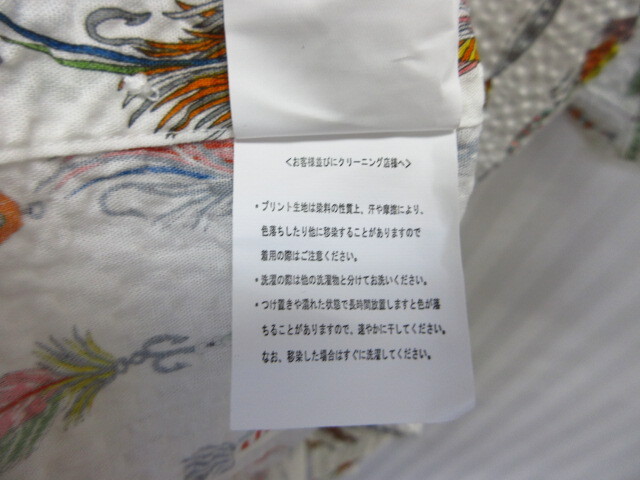 ＜お客様並びにクリーニング店様へ＞
・プリント生地は染料の性質上、汗や摩擦により、
色落ちしたり他に移染することがありますので
着用の際はご注意ください。
・洗濯の際は他の洗濯物と分けてお洗いください。
・つけ置きや濡れた状態で長時間放置しますと色が落
ちることがありますので、速やかに干してください。
なお、移染した場合はすぐに洗濯してください。